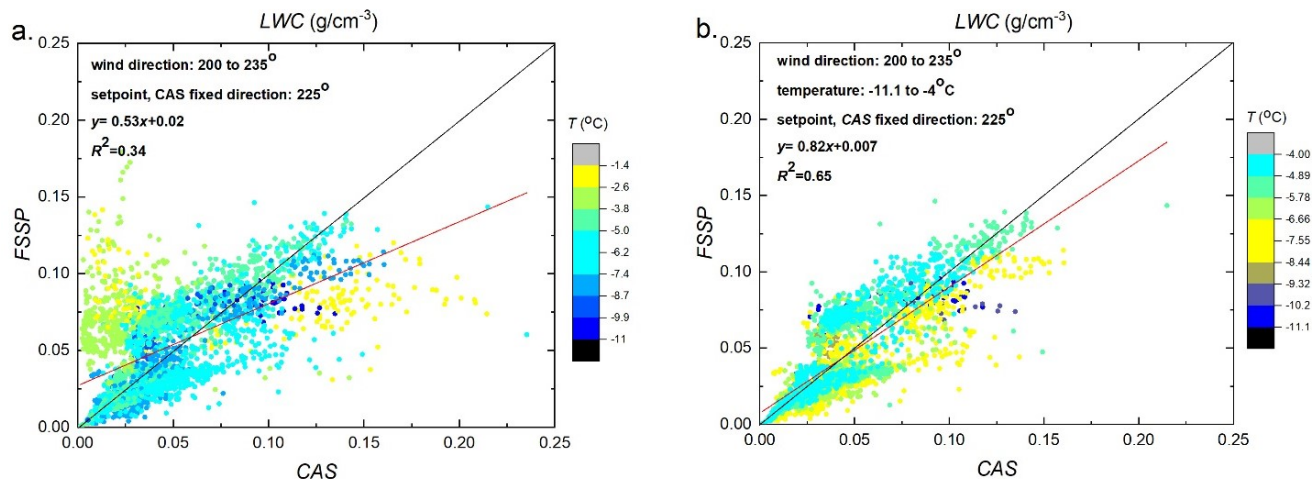 a.
LWC (g/cm⁻³)
wind direction: 200 to 235°
setpoint, CAS fixed direction: 225°
y= 0.53x+0.02
R²=0.34
0.25
0.20
0.15
0.10
0.05
0.00
FSSP
0.00 0.05 0.10 0.15 0.20 0.25
CAS
T (°C)
-1.4
-2.6
-3.8
-5.0
-6.2
-7.4
-8.7
-9.9
-11
b.
LWC (g/cm⁻³)
wind direction: 200 to 235°
temperature: -11.1 to -4°C
setpoint, CAS fixed direction: 225°
y= 0.82x+0.007
R²=0.65
0.25
0.20
0.15
0.10
0.05
0.00
FSSP
0.00 0.05 0.10 0.15 0.20 0.25
CAS
T (°C)
-4.00
-4.89
-5.78
-6.66
-7.55
-8.44
-9.32
-10.2
-11.1